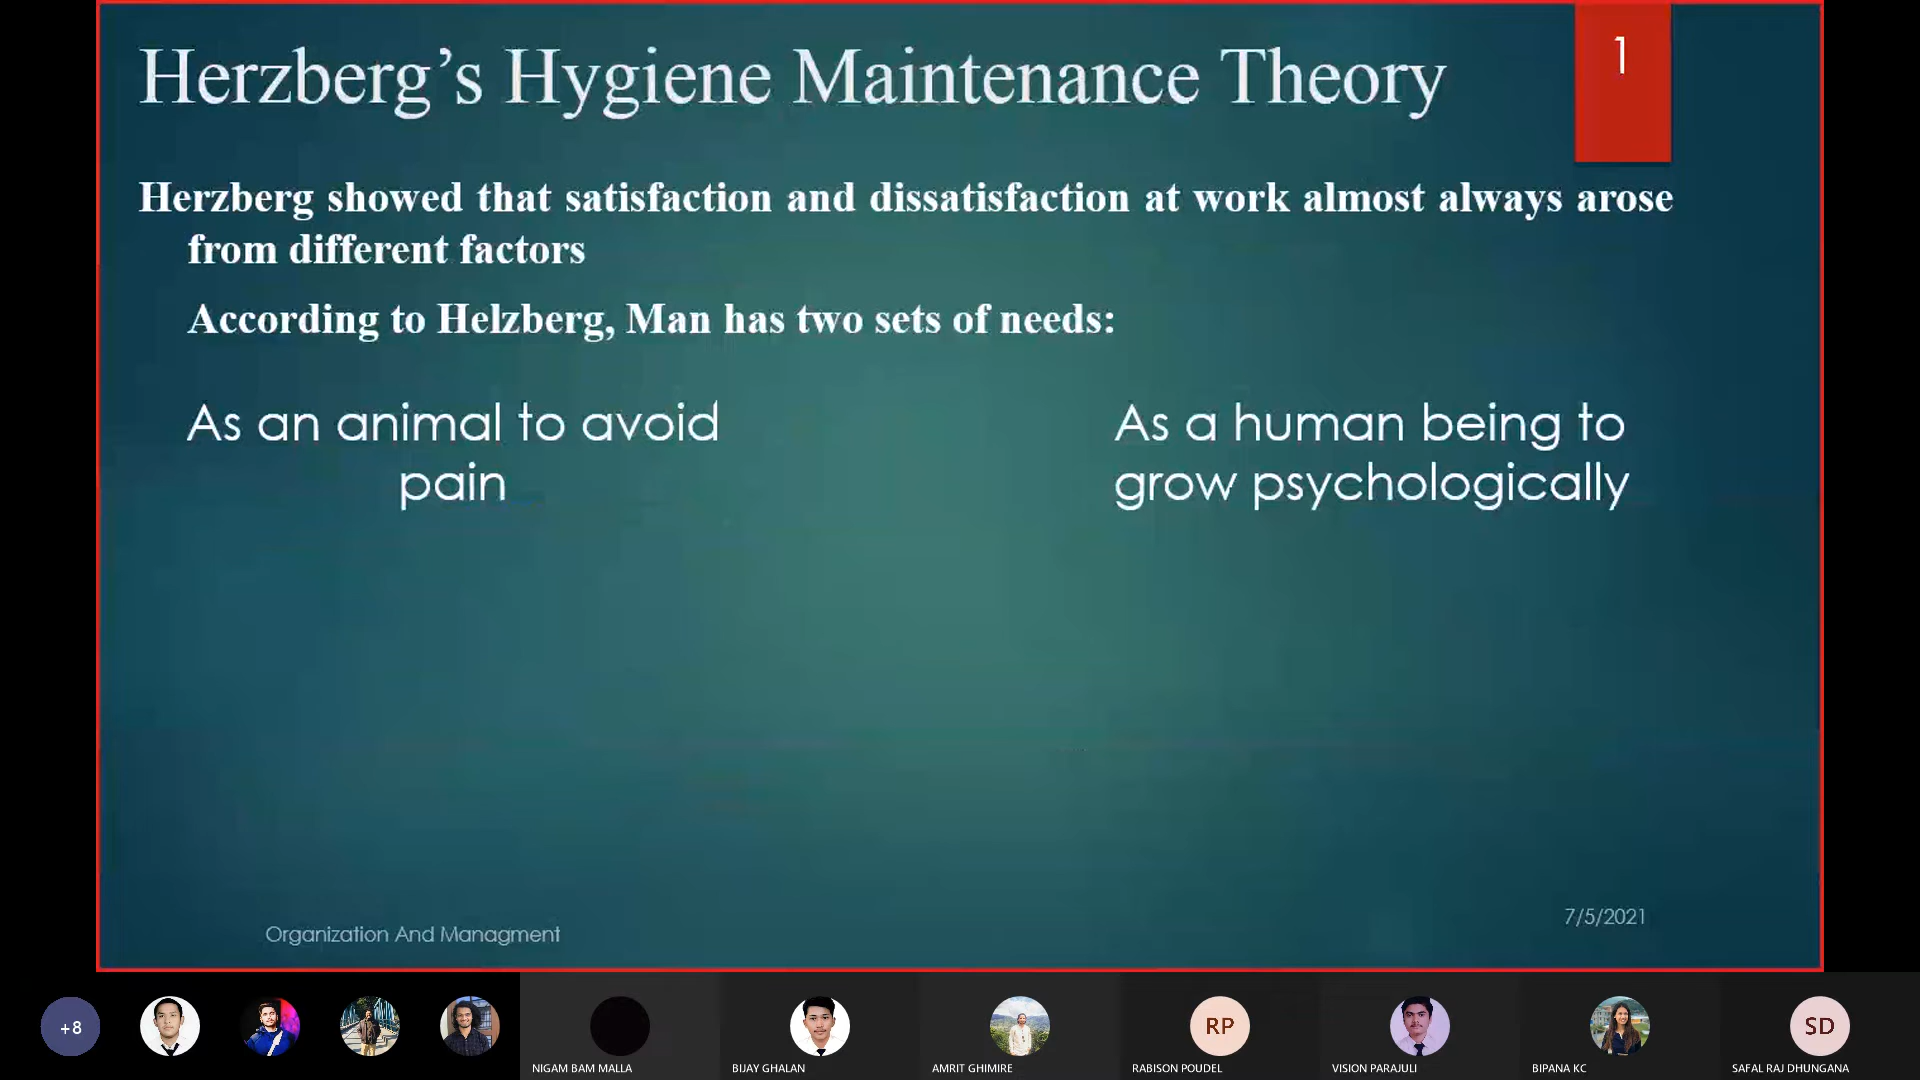 Herzberg’s Hygiene Maintenance Theory
1
Herzberg showed that satisfaction and dissatisfaction at work almost always arose
from different factors
According to Helzberg, Man has two sets of needs:
As an animal to avoid
pain
As a human being to
grow psychologically
Organization And Managment
7/5/2021
+8
NIGAM BAM MALLA
BIJAY GHALAN
AMRIT GHIMIRE
RP
RABISON POUDEL
VISION PARAJULI
BIPANA KC
SD
SAFAL RAJ DHUNGANA